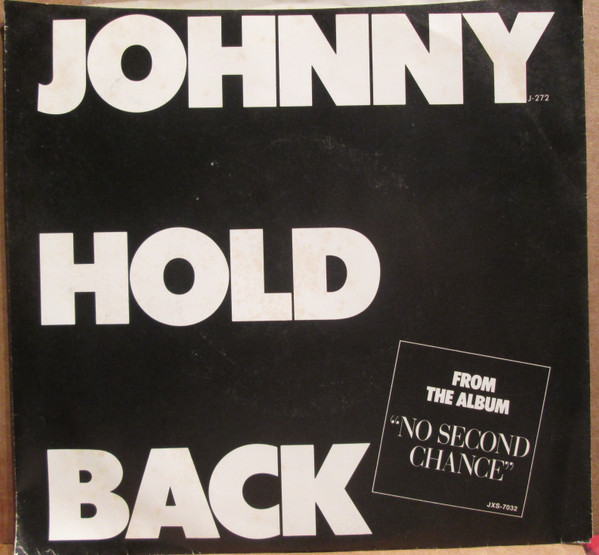 JOHNNY
J-272
HOLD
BACK
FROM
THE ALBUM
“NO SECOND
CHANCE”
JXS-7032